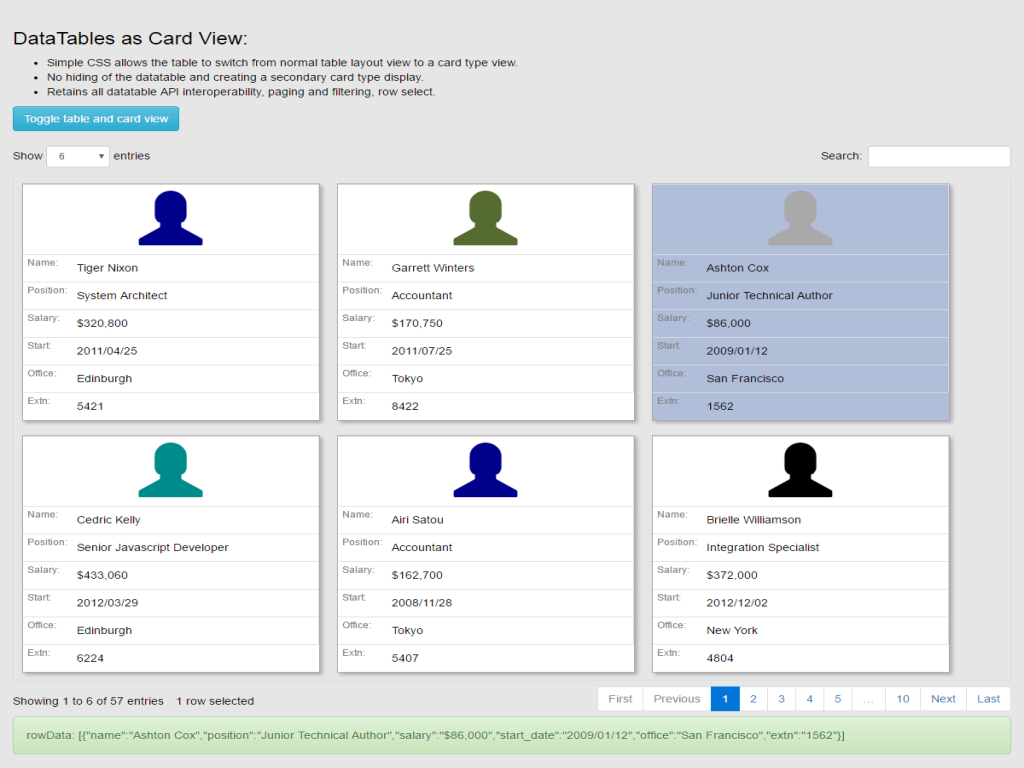 DataTables as Card View:
• Simple CSS allows the table to switch from normal table layout view to a card type view.
• No hiding of the datatable and creating a secondary card type display.
• Retains all datatable API interoperability, paging and filtering, row select.
Toggle table and card view
Show 6 entries Search:
Name: Tiger Nixon
Position: System Architect
Salary: $320,800
Start: 2011/04/25
Office: Edinburgh
Extn: 5421
Name: Garrett Winters
Position: Accountant
Salary: $170,750
Start: 2011/07/25
Office: Tokyo
Extn: 8422
Name: Ashton Cox
Position: Junior Technical Author
Salary: $86,000
Start: 2009/01/12
Office: San Francisco
Extn: 1562
Name: Cedric Kelly
Position: Senior Javascript Developer
Salary: $433,060
Start: 2012/03/29
Office: Edinburgh
Extn: 6224
Name: Airi Satou
Position: Accountant
Salary: $162,700
Start: 2008/11/28
Office: Tokyo
Extn: 5407
Name: Brielle Williamson
Position: Integration Specialist
Salary: $372,000
Start: 2012/12/02
Office: New York
Extn: 4804
Showing 1 to 6 of 57 entries 1 row selected First Previous 1 2 3 4 5 ... 10 Next Last
rowData: [{"name":"Ashton Cox","position":"Junior Technical Author","salary":"$86,000","start_date":"2009/01/12","office":"San Francisco","extn":"1562"}]